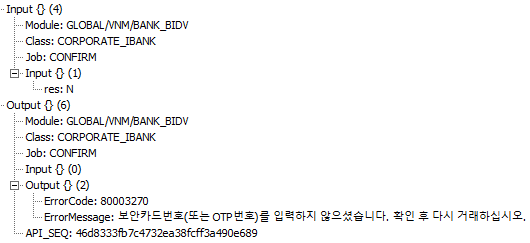 Input {} (4)
Module: GLOBAL/VNM/BANK_BIDV
Class: CORPORATE_IBANK
Job: CONFIRM
Input {} (1)
res: N
Output {} (6)
Module: GLOBAL/VNM/BANK_BIDV
Class: CORPORATE_IBANK
Job: CONFIRM
Input {} (0)
Output {} (2)
ErrorCode: 80003270
ErrorMessage: 보안카드번호(또는 OTP번호)를 입력하지 않으셨습니다. 확인 후 다시 거래하십시오.
API_SEQ: 46d8333fb7c4732ea38fcff3a490e689